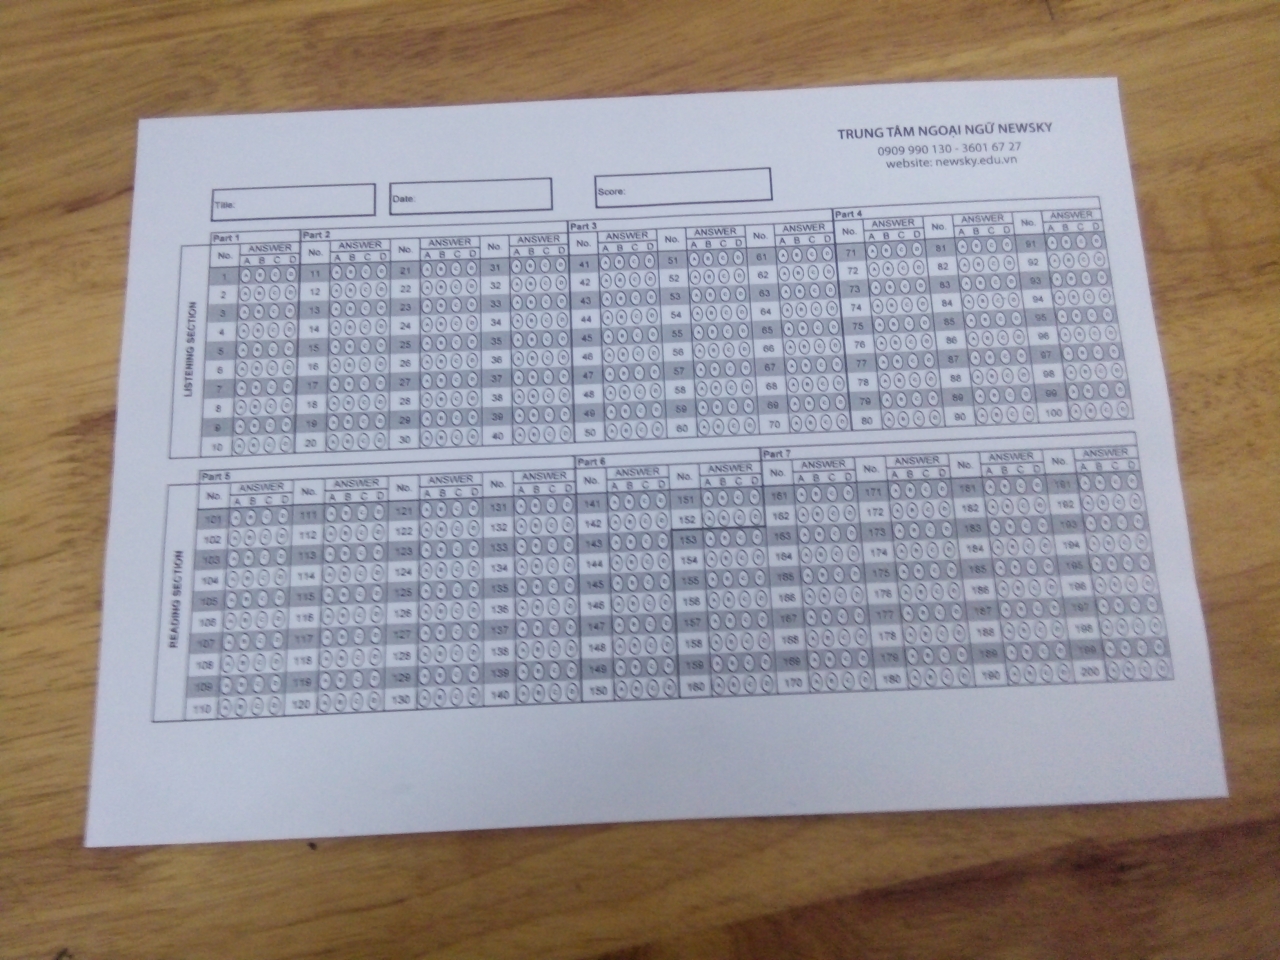 TRUNG TÂM NGOẠI NGỮ NEWSKY
0909 990 130 - 3601 67 27
website: newsky.edu.vn
Title: Date: Score:
LISTENING SECTION
Part 1 Part 2 Part 3 Part 4
No. ANSWER No. ANSWER No. ANSWER No. ANSWER No. ANSWER No. ANSWER No. ANSWER No. ANSWER No. ANSWER No. ANSWER
A B C D A B C D A B C D A B C D A B C D A B C D A B C D A B C D A B C D A B C D
1 11 21 31 41 51 61 71 81 91
2 12 22 32 42 52 62 72 82 92
3 13 23 33 43 53 63 73 83 93
4 14 24 34 44 54 64 74 84 94
5 15 25 35 45 55 65 75 85 95
6 16 26 36 46 56 66 76 86 96
7 17 27 37 47 57 67 77 87 97
8 18 28 38 48 58 68 78 88 98
9 19 29 39 49 59 69 79 89 99
10 20 30 40 50 60 70 80 90 100
READING SECTION
Part 5 Part 6 Part 7
No. ANSWER No. ANSWER No. ANSWER No. ANSWER No. ANSWER No. ANSWER No. ANSWER No. ANSWER No. ANSWER No. ANSWER
A B C D A B C D A B C D A B C D A B C D A B C D A B C D A B C D A B C D A B C D
101 111 121 131 141 151 161 171 181 191
102 112 122 132 142 152 162 172 182 192
103 113 123 133 143 153 163 173 183 193
104 114 124 134 144 154 164 174 184 194
105 115 125 135 145 155 165 175 185 195
106 116 126 136 146 156 166 176 186 196
107 117 127 137 147 157 167 177 187 197
108 118 128 138 148 158 168 178 188 198
109 119 129 139 149 159 169 179 189 199
110 120 130 140 150 160 170 180 190 200